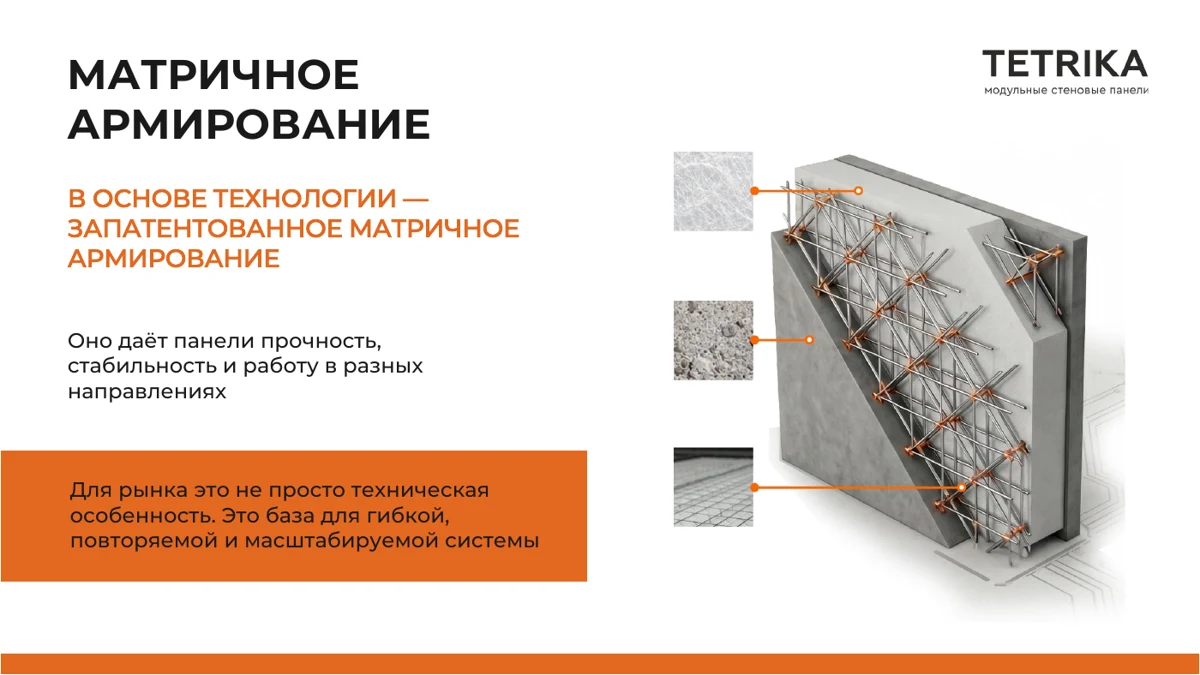 МАТРИЧНОЕ
АРМИРОВАНИЕ
TETRIKA
модульные стеновые панели
В ОСНОВЕ ТЕХНОЛОГИИ —
ЗАПАТЕНТОВАННОЕ МАТРИЧНОЕ
АРМИРОВАНИЕ
Оно даёт панели прочность,
стабильность и работу в разных
направлениях
Для рынка это не просто техническая
особенность. Это база для гибкой,
повторяемой и масштабируемой системы